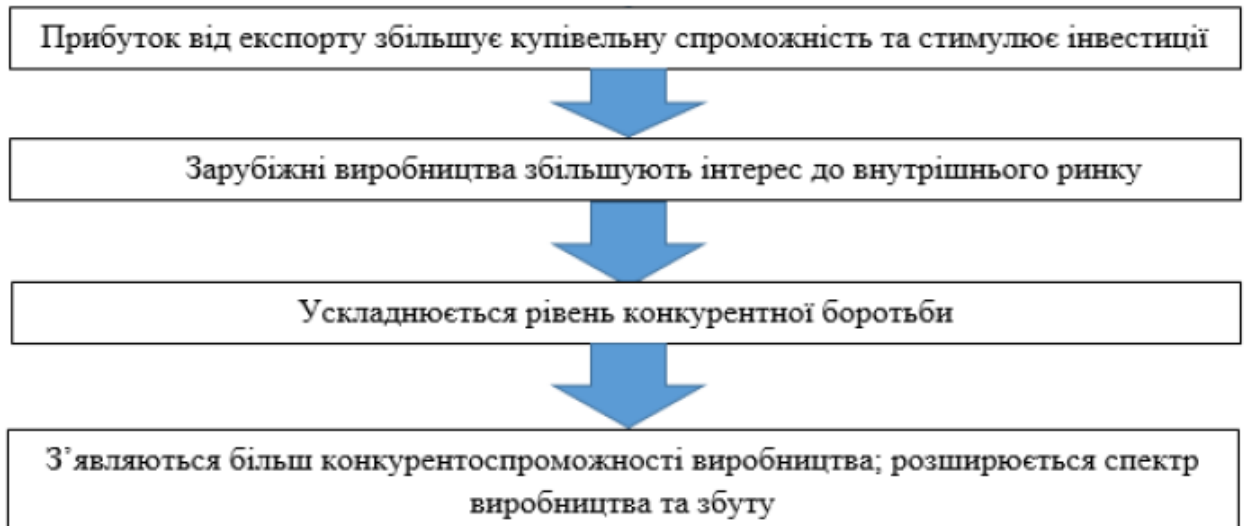 Прибуток від експорту збільшує купівельну спроможність та стимулює інвестиції
Зарубіжні виробництва збільшують інтерес до внутрішнього ринку
Ускладнюється рівень конкурентної боротьби
З’являються більш конкурентоспроможності виробництва; розширюється спектр
виробництва та збуту